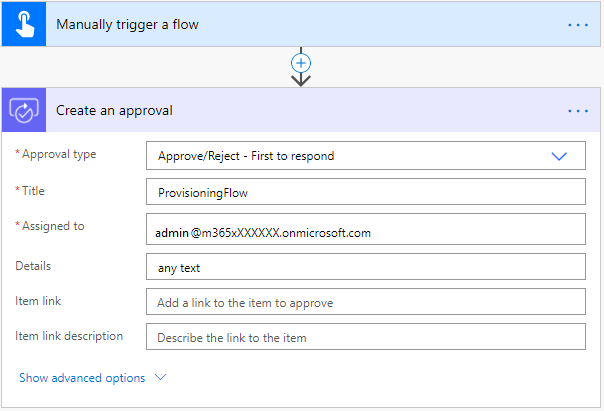 Manually trigger a flow
Create an approval
* Approval type
Approve/Reject - First to respond
* Title
ProvisioningFlow
* Assigned to
admin@m365xXXXXXX.onmicrosoft.com
Details
any text
Item link
Add a link to the item to approve
Item link description
Describe the link to the item
Show advanced options